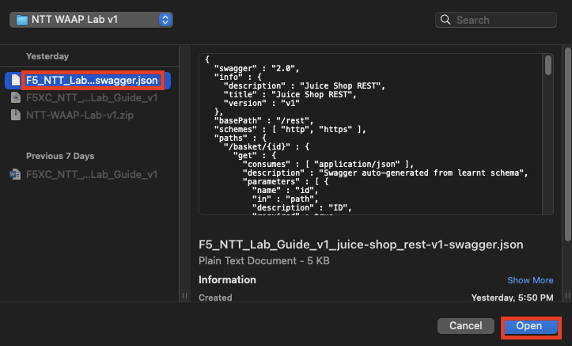 NTT WAAP Lab v1
Search
Yesterday
F5_NTT_Lab...swagger.json
F5XC_NTT_...Lab_Guide_v1
NTT-WAAP-Lab-v1.zip
Previous 7 Days
F5XC_NTT_...Lab_Guide_v1
{
"swagger" : "2.0",
"info" : {
"description" : "Juice Shop REST",
"title" : "Juice Shop REST",
"version" : "v1"
},
"basePath" : "/rest",
"schemes" : [ "http", "https" ],
"paths" : {
"/basket/{id}" : {
"get" : {
"consumes" : [ "application/json" ],
"description" : "Swagger auto-generated from learnt schema",
"parameters" : [ {
"name" : "id",
"in" : "path",
"description" : "ID",
F5_NTT_Lab_Guide_v1_juice-shop_rest-v1-swagger.json
Plain Text Document - 5 KB
Information
Show More
Created
Yesterday, 5:50 PM
Cancel
Open